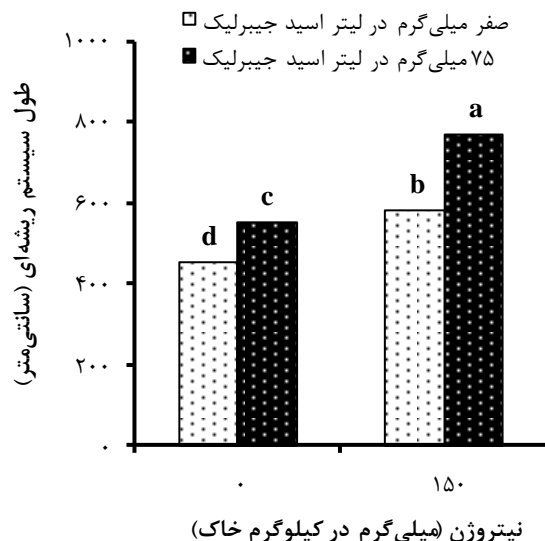 صفر میلی‌گرم در لیتر اسید جیبرلیک
۷۵ میلی‌گرم در لیتر اسید جیبرلیک
طول سیستم ریشه‌ای (سانتی‌متر)
۱۰۰۰
۸۰۰
۶۰۰
۴۰۰
۲۰۰
۰
d
c
b
a
۰
۱۵۰
نیتروژن (میلی‌گرم در کیلوگرم خاک)